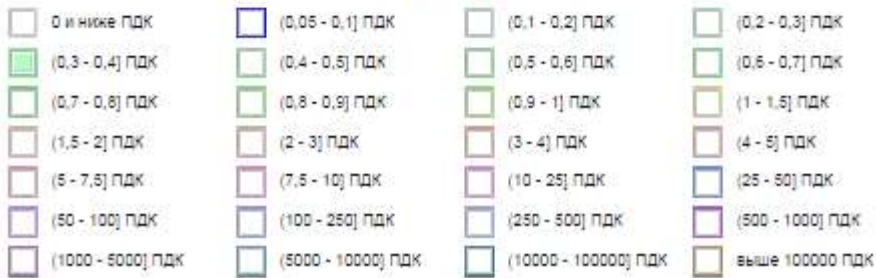 0 и ниже ПДК (0,05 - 0,1] ПДК (0,1 - 0,2] ПДК (0,2 - 0,3] ПДК
(0,3 - 0,4] ПДК (0,4 - 0,5] ПДК (0,5 - 0,6] ПДК (0,6 - 0,7] ПДК
(0,7 - 0,8] ПДК (0,8 - 0,9] ПДК (0,9 - 1] ПДК (1 - 1,5] ПДК
(1,5 - 2] ПДК (2 - 3] ПДК (3 - 4] ПДК (4 - 5] ПДК
(5 - 7,5] ПДК (7,5 - 10] ПДК (10 - 25] ПДК (25 - 50] ПДК
(50 - 100] ПДК (100 - 250] ПДК (250 - 500] ПДК (500 - 1000] ПДК
(1000 - 5000] ПДК (5000 - 10000] ПДК (10000 - 100000] ПДК выше 100000 ПДК